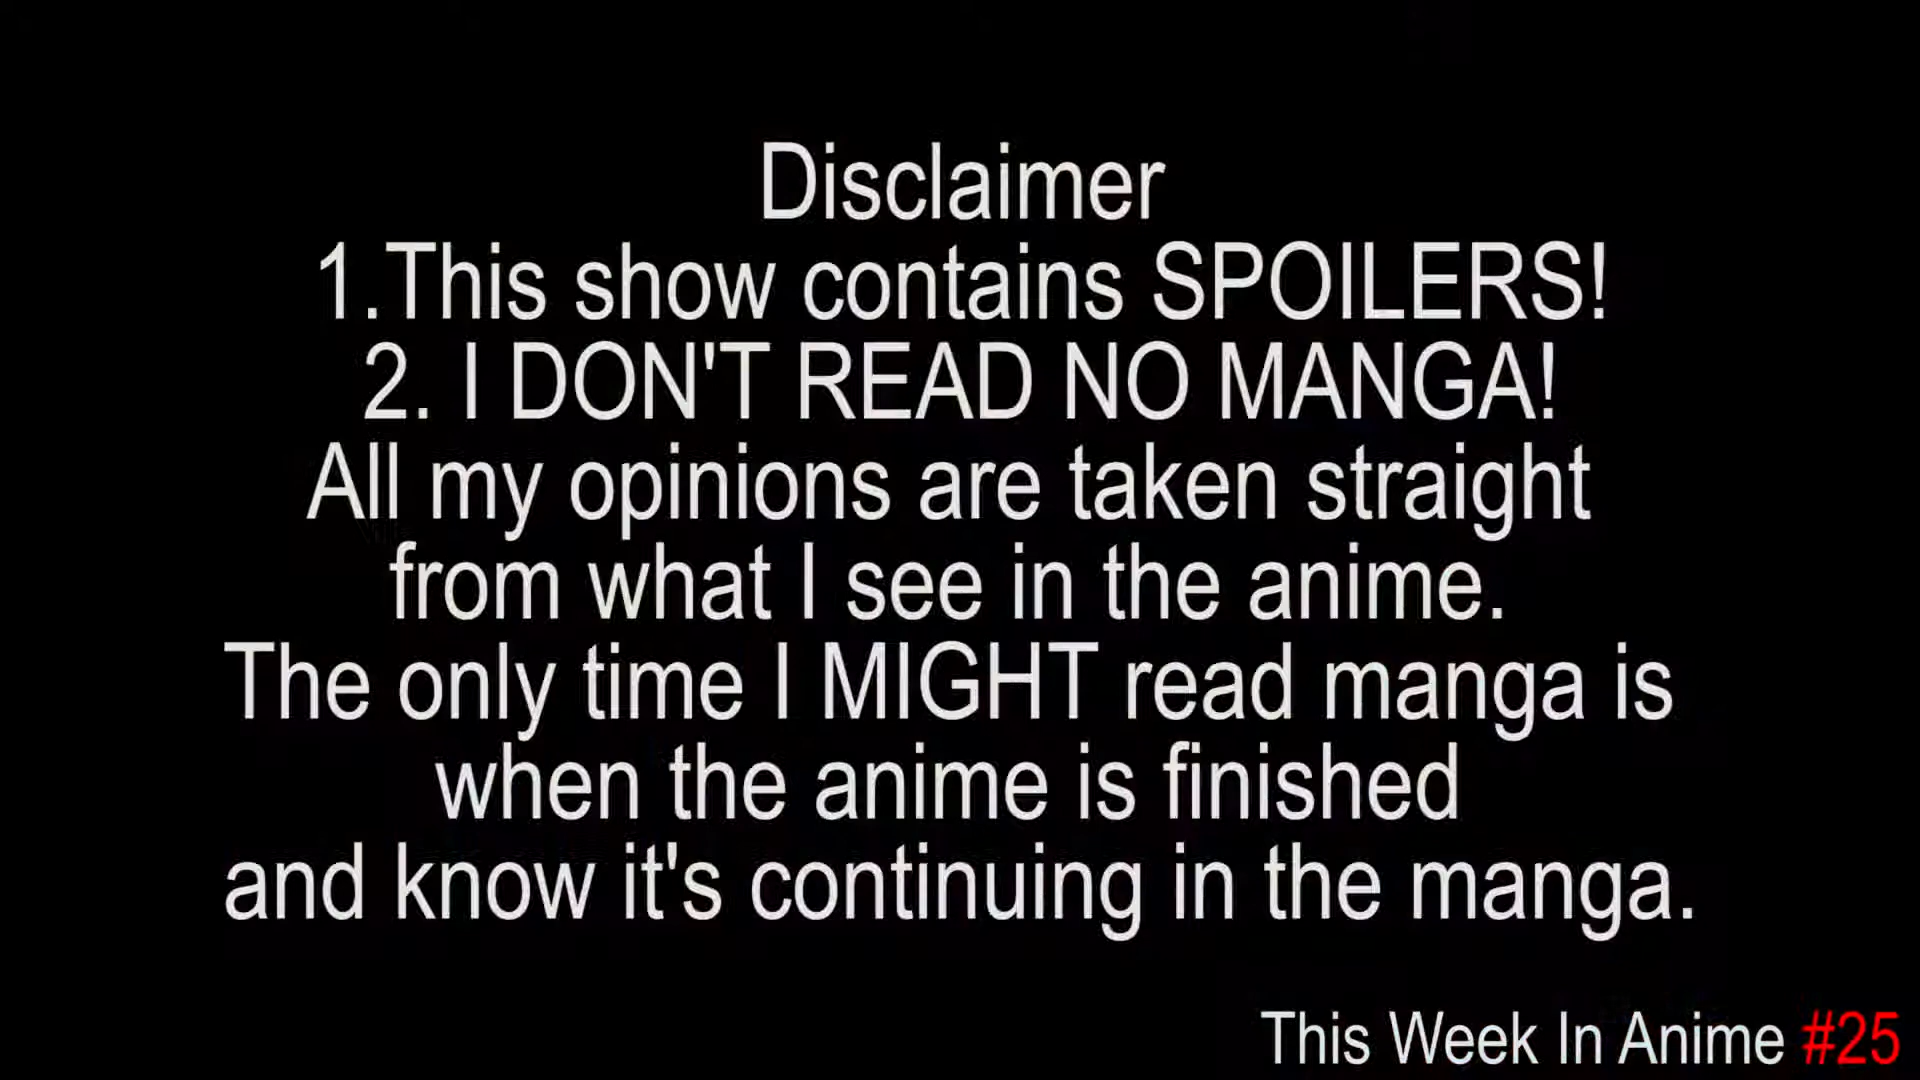 Disclaimer
1.This show contains SPOILERS!
2. I DON'T READ NO MANGA!
All my opinions are taken straight
from what I see in the anime.
The only time I MIGHT read manga is
when the anime is finished
and know it's continuing in the manga.
This Week In Anime #25